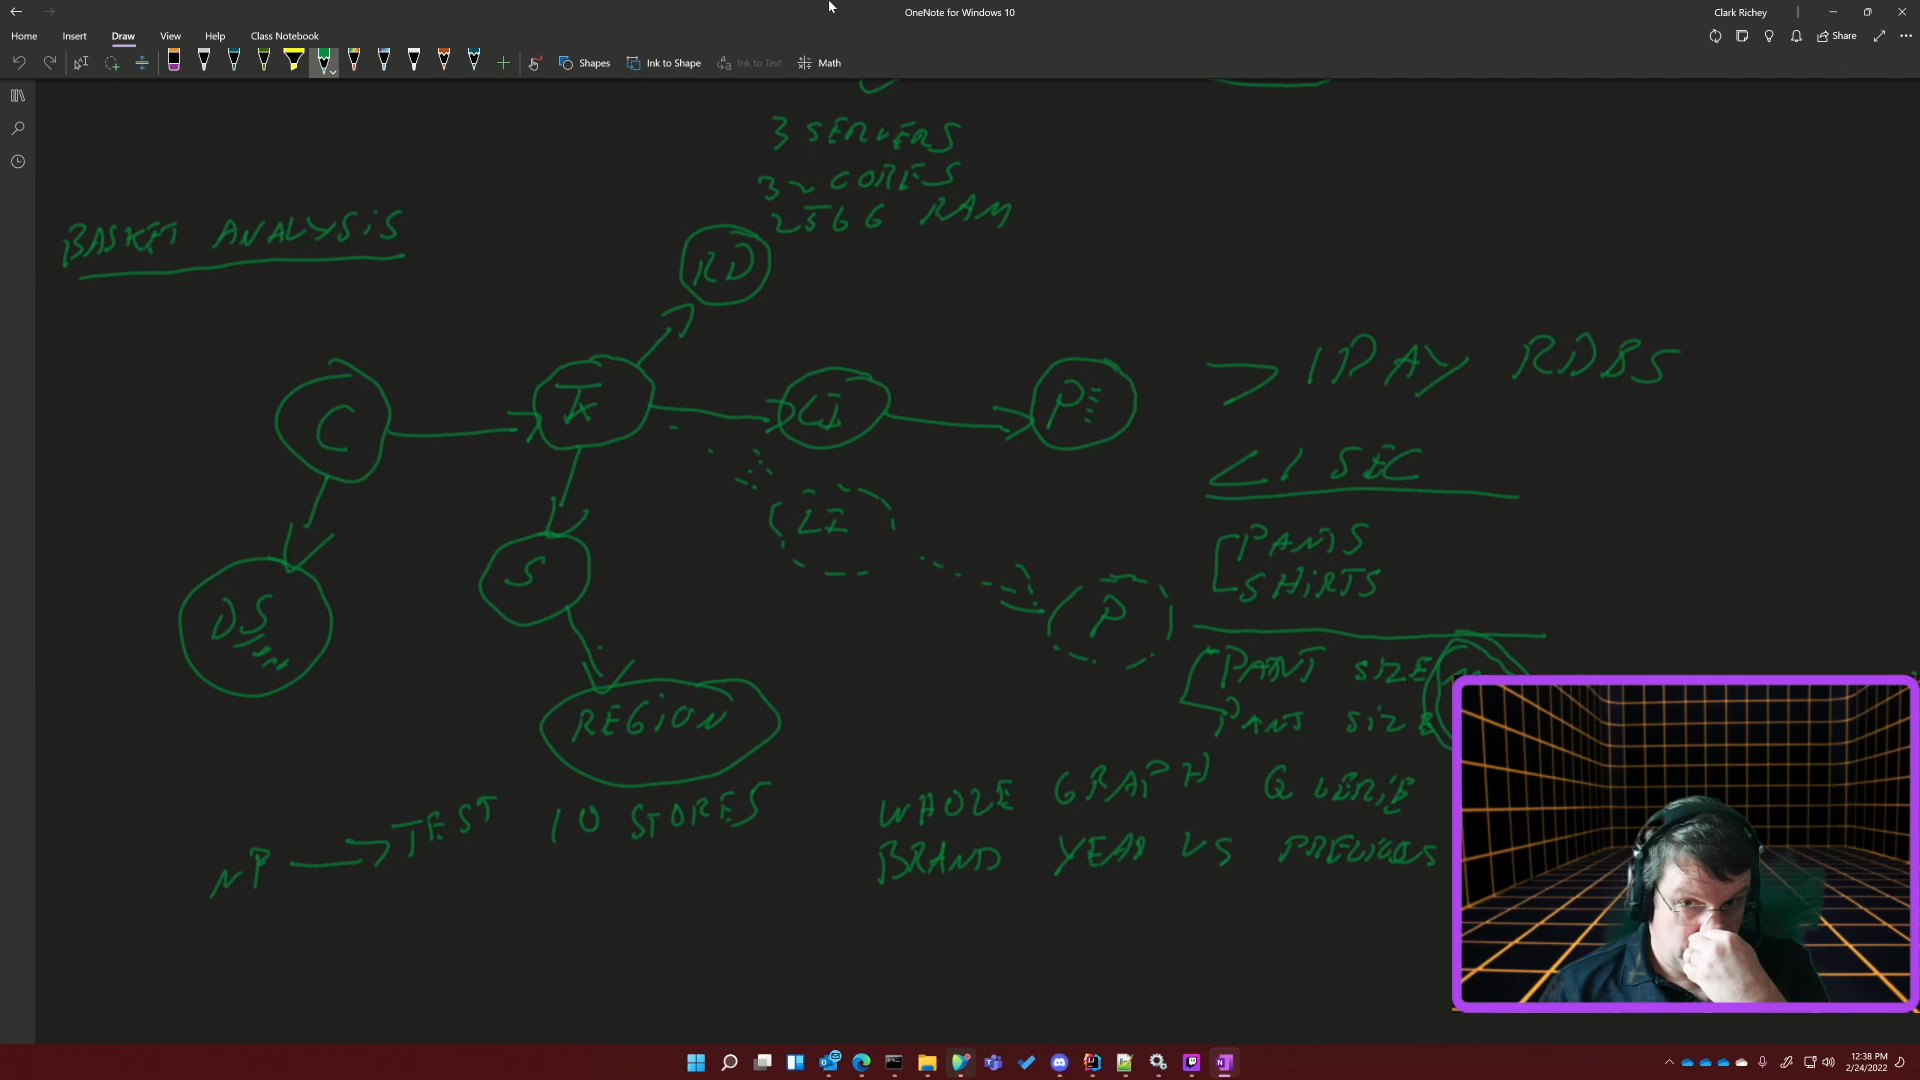 OneNote for Windows 10
Clark Richey
Home Insert Draw View Help Class Notebook
Share
Shapes Ink to Shape Ink to Text Math
3 SERVERS
32 CORES
256 G RAM
BASKET ANALYSIS
RD
C Tx LI P
> 1 DAY RDBS
< 1 SEC
LI
PANTS
SHIRTS
DS S P
PANT SIZE
PANT SIZE
REGION
WHOLE GRAPH QUERIE
NP → TEST 10 STORES
BRAND YEAR VS PREVIOUS
12:38 PM
2/24/2022